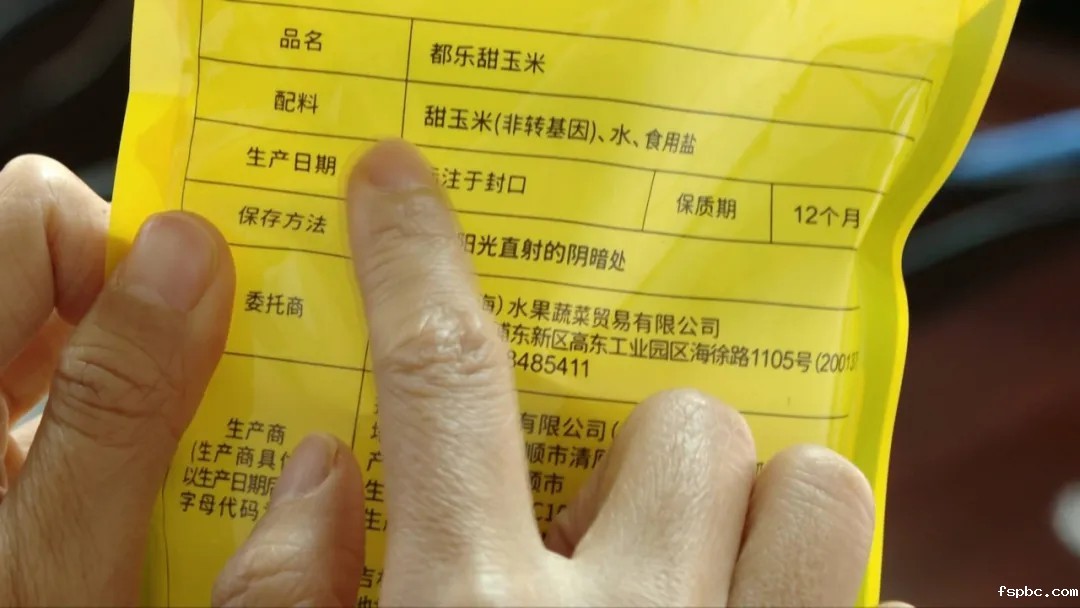 品名 都乐甜玉米
配料 甜玉米(非转基因)、水、食用盐
生产日期 标注于封口 保质期 12个月
保存方法 阳光直射的阴暗处
委托商 海）水果蔬菜贸易有限公司
浦东新区高东工业园区海徐路1105号(20013
8485411
生产商 有限公司(
(生产商具 顺市清原
以生产日期 顺市
字母代码
fspbc.com